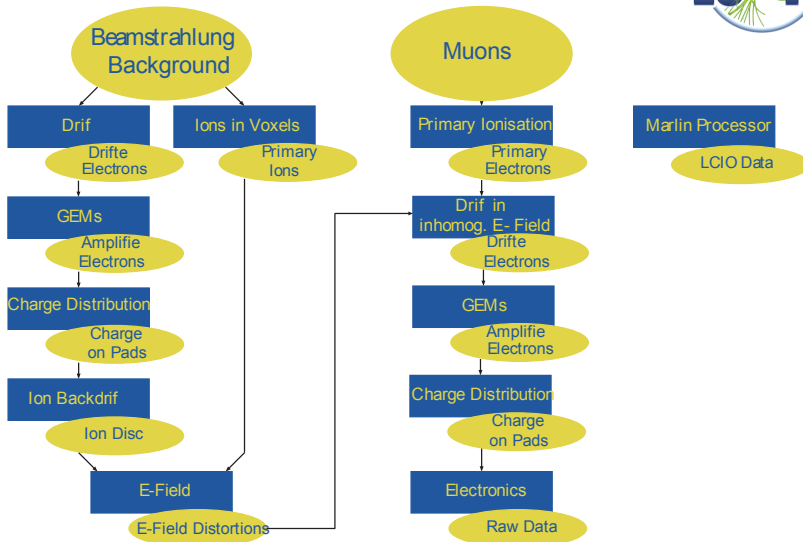 Beamstrahlung
Background
Muons
Drif
Ions in Voxels
Primary Ionisation
Marlin Processor
Drifte
Electrons
Primary
Ions
Primary
Electrons
LCIO Data
GEMs
Drif in
inhomog. E- Field
Amplifie
Electrons
Drifte
Electrons
Charge Distribution
GEMs
Charge
on Pads
Amplifie
Electrons
Ion Backdrif
Charge Distribution
Ion Disc
Charge
on Pads
E-Field
Electronics
E-Field Distortions
Raw Data